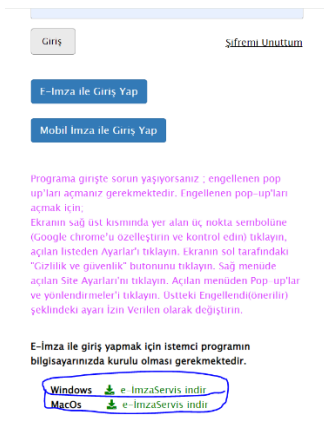 Giriş
Şifremi Unuttum
E-İmza ile Giriş Yap
Mobil İmza ile Giriş Yap
Programa girişte sorun yaşıyorsanız ; engellenen pop
up'ları açmanız gerekmektedir. Engellenen pop-up'ları
açmak için;
Ekranın sağ üst kısmında yer alan üç nokta sembolüne
(Google chrome'u özelleştirin ve kontrol edin) tıklayın,
açılan listeden Ayarlar'ı tıklayın. Ekranın sol tarafındaki
"Gizlilik ve güvenlik" butonunu tıklayın. Sağ menüde
açılan Site Ayarları'nı tıklayın. Açılan menüden Pop-up'lar
ve yönlendirmeler'i tıklayın. Üstteki Engellendi(önerilir)
şeklindeki ayarı İzin Verilen olarak değiştirin.
E-İmza ile giriş yapmak için istemci programın
bilgisayarınızda kurulu olması gerekmektedir.
Windows e-İmzaServis indir
MacOs e-İmzaServis indir